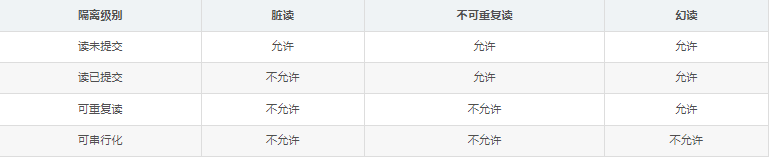 隔离级别 脏读 不可重复读 幻读
读未提交 允许 允许 允许
读已提交 不允许 允许 允许
可重复读 不允许 不允许 允许
可串行化 不允许 不允许 不允许